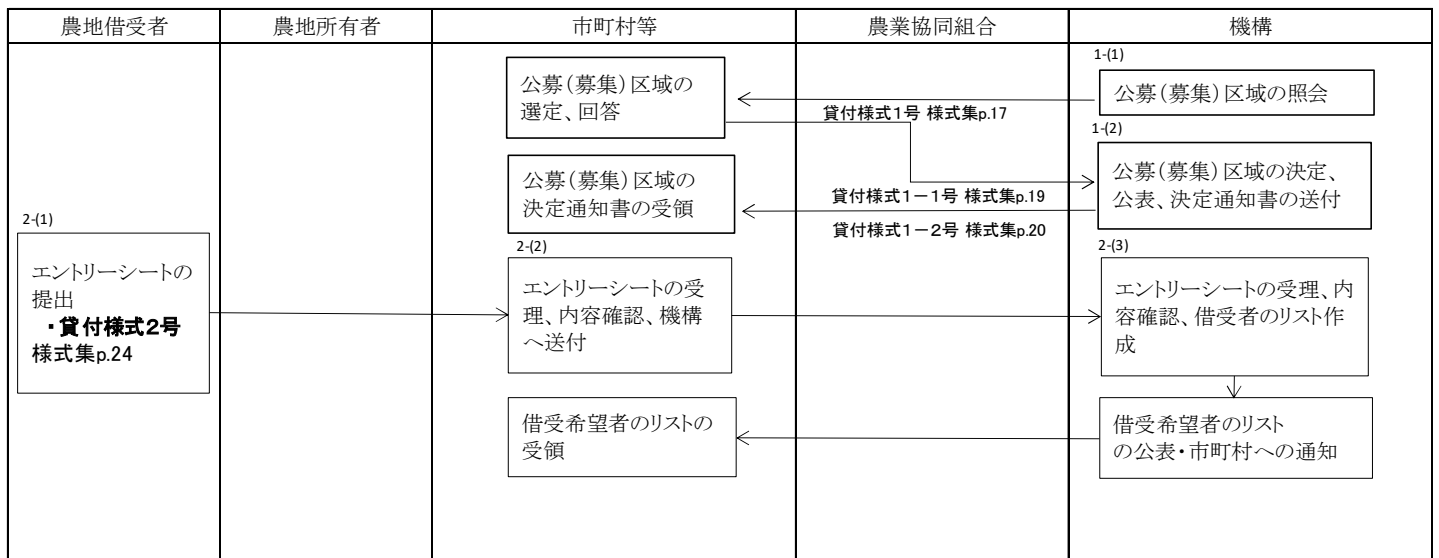 農地借受者
農地所有者
市町村等
農業協同組合
機構
1-(1)
公募(募集)区域の照会
公募(募集)区域の
選定、回答
貸付様式1号 様式集p.17
1-(2)
公募(募集)区域の決定、
公表、決定通知書の送付
公募(募集)区域の
決定通知書の受領
貸付様式1-1号 様式集p.19
貸付様式1-2号 様式集p.20
2-(1)
エントリーシートの
提出
・貸付様式2号
様式集p.24
2-(2)
エントリーシートの受
理、内容確認、機構
へ送付
2-(3)
エントリーシートの受理、内
容確認、借受者のリスト作
成
借受希望者のリストの
受領
借受希望者のリスト
の公表・市町村への通知